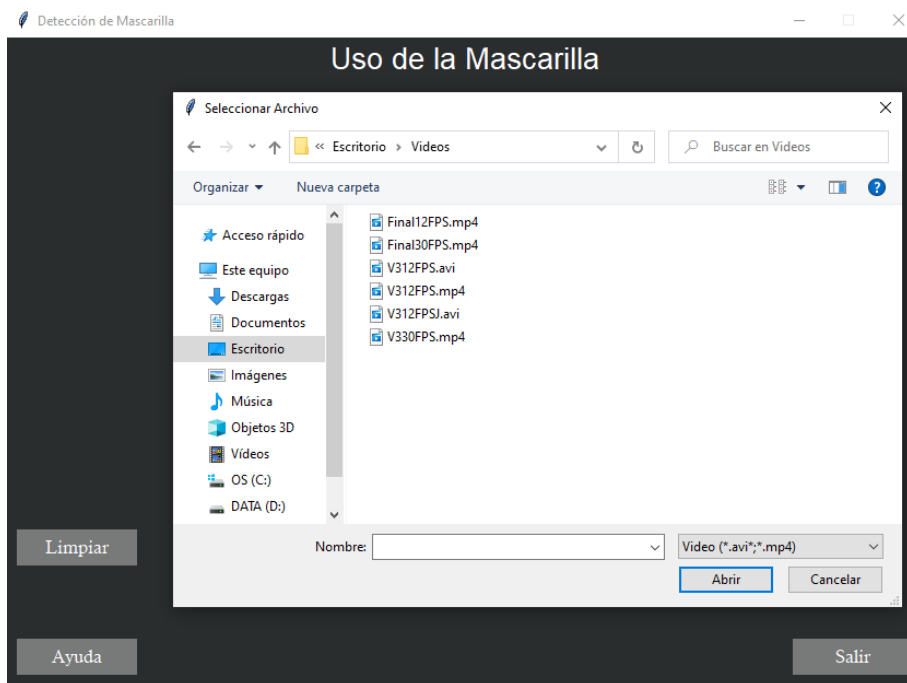 Detección de Mascarilla
Uso de la Mascarilla
Seleccionar Archivo
« Escritorio > Videos
Buscar en Videos
Organizar
Nueva carpeta
Acceso rápido
Este equipo
Descargas
Documentos
Escritorio
Imágenes
Música
Objetos 3D
Vídeos
OS (C:)
DATA (D:)
Final12FPS.mp4
Final30FPS.mp4
V312FPS.avi
V312FPS.mp4
V312FPSJ.avi
V330FPS.mp4
Nombre:
Video (*.avi*;*.mp4)
Abrir
Cancelar
Limpiar
Ayuda
Salir